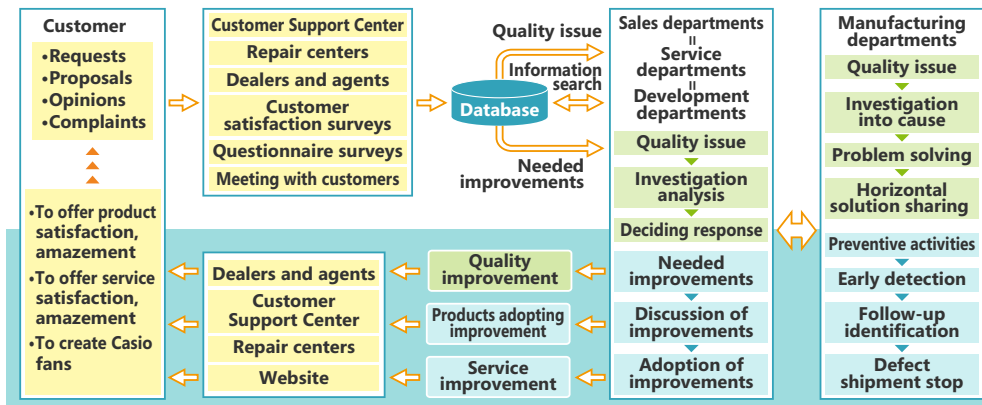 Customer
•Requests
•Proposals
•Opinions
•Complaints
•To offer product
satisfaction,
amazement
•To offer service
satisfaction,
amazement
•To create Casio
fans
Customer Support Center
Repair centers
Dealers and agents
Customer
satisfaction surveys
Questionnaire surveys
Meeting with customers
Database
Quality issue
Information
search
Needed
improvements
Sales departments
=
Service
departments
=
Development
departments
Quality issue
Investigation
analysis
Deciding response
Needed
improvements
Discussion of
improvements
Adoption of
improvements
Manufacturing
departments
Quality issue
Investigation
into cause
Problem solving
Horizontal
solution sharing
Preventive activities
Early detection
Follow-up
identification
Defect
shipment stop
Quality
improvement
Products adopting
improvement
Service
improvement
Dealers and agents
Customer
Support Center
Repair centers
Website